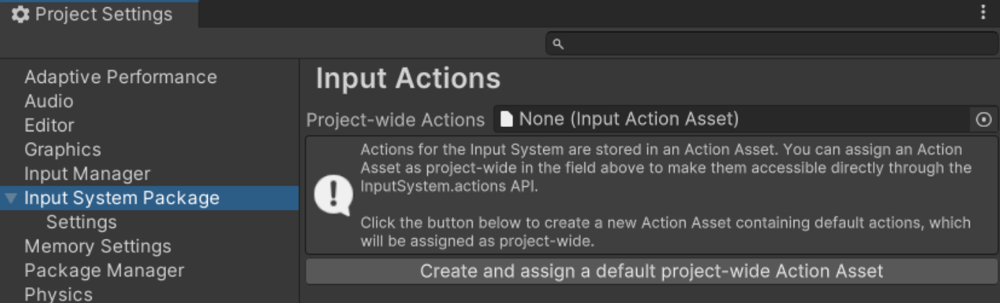 Project Settings
Adaptive Performance
Audio
Editor
Graphics
Input Manager
Input System Package
Settings
Memory Settings
Package Manager
Physics
Input Actions
Project-wide Actions None (Input Action Asset)
Actions for the Input System are stored in an Action Asset. You can assign an Action
Asset as project-wide in the field above to make them accessible directly through the
InputSystem.actions API.
Click the button below to create a new Action Asset containing default actions, which
will be assigned as project-wide.
Create and assign a default project-wide Action Asset